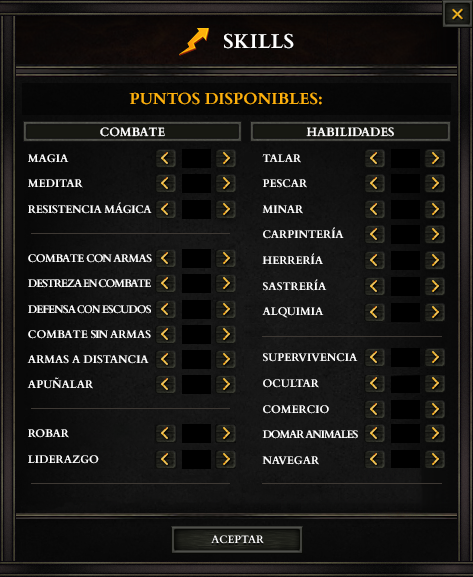 SKILLS
PUNTOS DISPONIBLES:
COMBATE
MAGIA
MEDITAR
RESISTENCIA MÁGICA
COMBATE CON ARMAS
DESTREZA EN COMBATE
DEFENSA CON ESCUDOS
COMBATE SIN ARMAS
ARMAS A DISTANCIA
APUÑALAR
ROBAR
LIDERAZGO
HABILIDADES
TALAR
PESCAR
MINAR
CARPINTERÍA
HERRERÍA
SASTRERÍA
ALQUIMIA
SUPERVIVENCIA
OCULTAR
COMERCIO
DOMAR ANIMALES
NAVEGAR
ACEPTAR